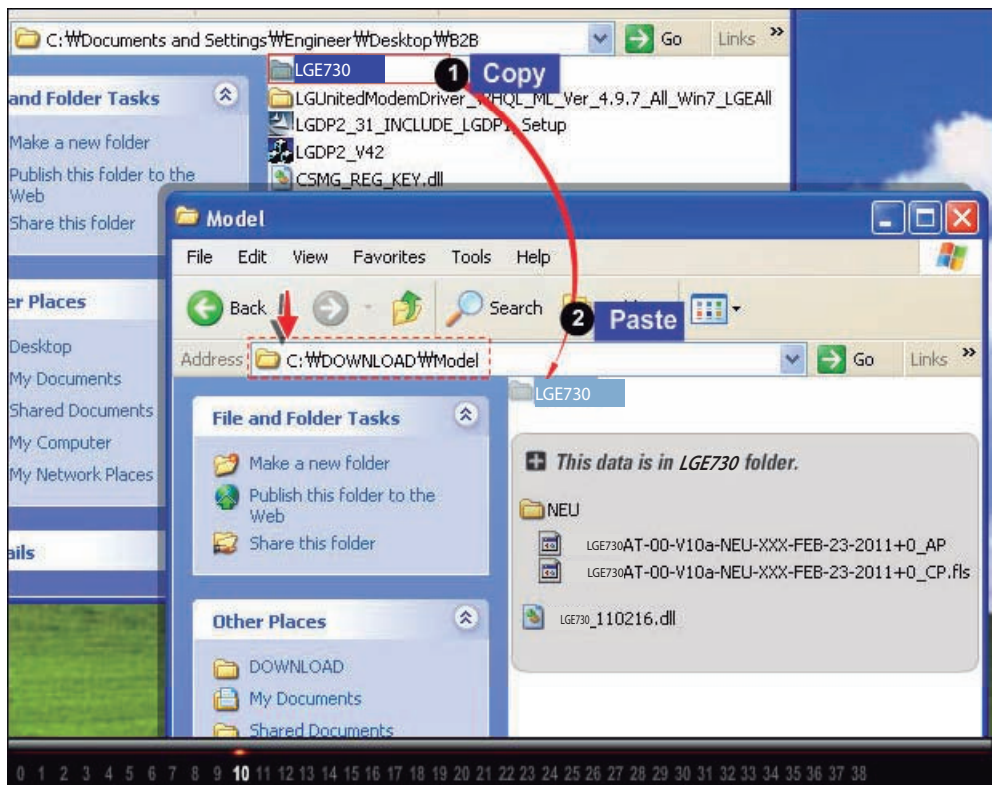 C:₩Documents and Settings₩Engineer₩Desktop₩B2B
Go
Links »
LGE730
1 Copy
and Folder Tasks
LGUnitedModemDriver_WHQL_ML_Ver_4.9.7_All_Win7_LGEAll
LGDP2_31_INCLUDE_LGDP1_Setup
Make a new folder
LGDP2_V42
Publish this folder to the
Web
CSMG_REG_KEY.dll
Share this folder
Model
File Edit View Favorites Tools Help
er Places
Back
Search
2 Paste
Desktop
Address C:₩DOWNLOAD₩Model
Go
Links »
My Documents
LGE730
Shared Documents
File and Folder Tasks
My Computer
Make a new folder
This data is in LGE730 folder.
My Network Places
Publish this folder to the
Web
NEU
Share this folder
LGE730AT-00-V10a-NEU-XXX-FEB-23-2011+0_AP
ails
LGE730AT-00-V10a-NEU-XXX-FEB-23-2011+0_CP.fls
Other Places
LGE730_110216.dll
DOWNLOAD
My Documents
Shared Documents
0 1 2 3 4 5 6 7 8 9 10 11 12 13 14 15 16 17 18 19 20 21 22 23 24 25 26 27 28 29 30 31 32 33 34 35 36 37 38